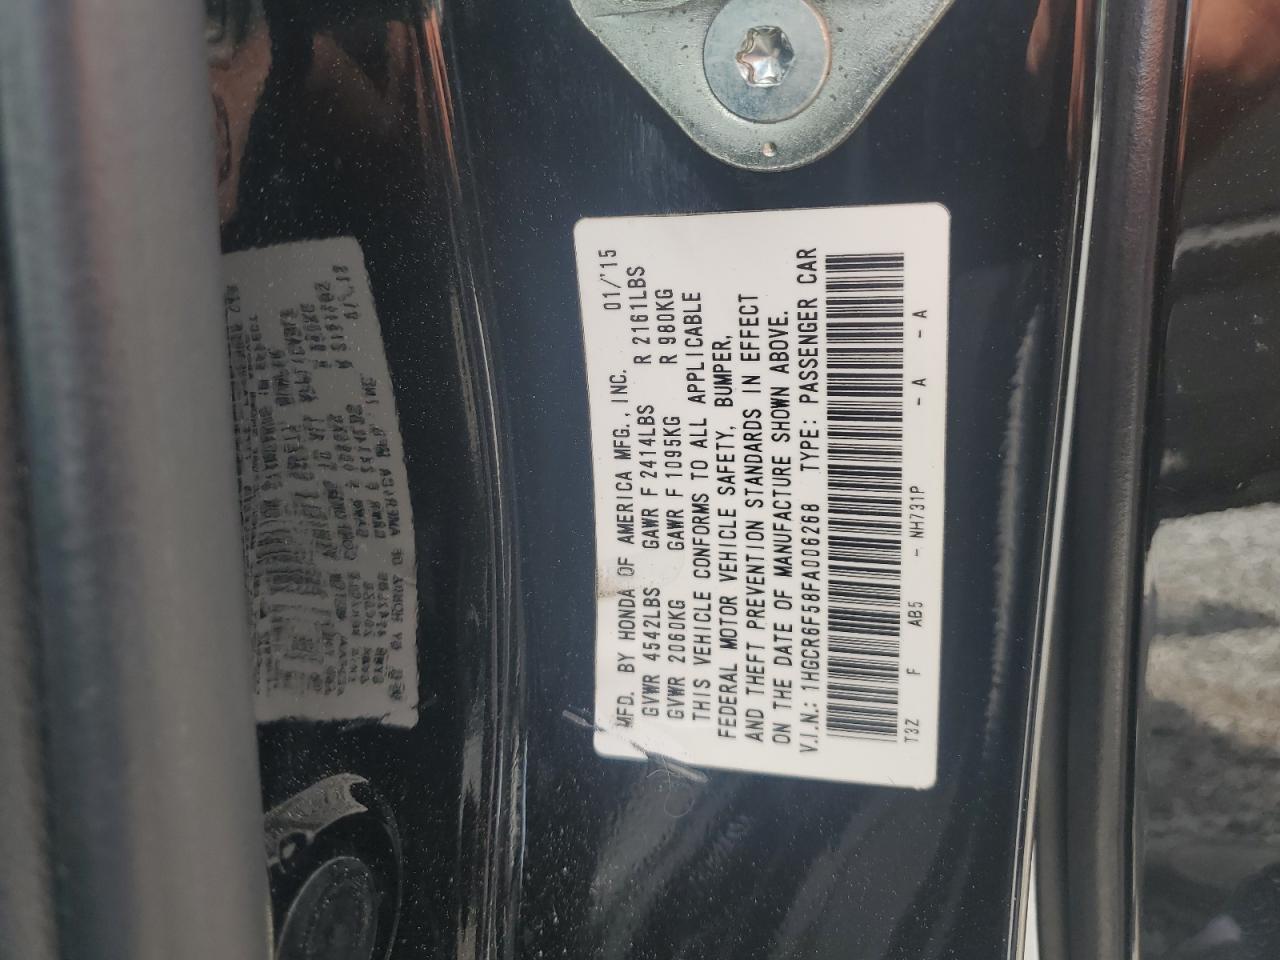 MFD. BY HONDA OF AMERICA MFG., INC. 01/'15
GVWR 4542LBS GAWR F 2414LBS R 2161LBS
GVWR 2060KG GAWR F 1095KG R 980KG
THIS VEHICLE CONFORMS TO ALL APPLICABLE
FEDERAL MOTOR VEHICLE SAFETY, BUMPER,
AND THEFT PREVENTION STANDARDS IN EFFECT
ON THE DATE OF MANUFACTURE SHOWN ABOVE.
V.I.N.: 1HGCR6F58FA006268 TYPE: PASSENGER CAR
T3Z F AB5 - NH731P - A - A